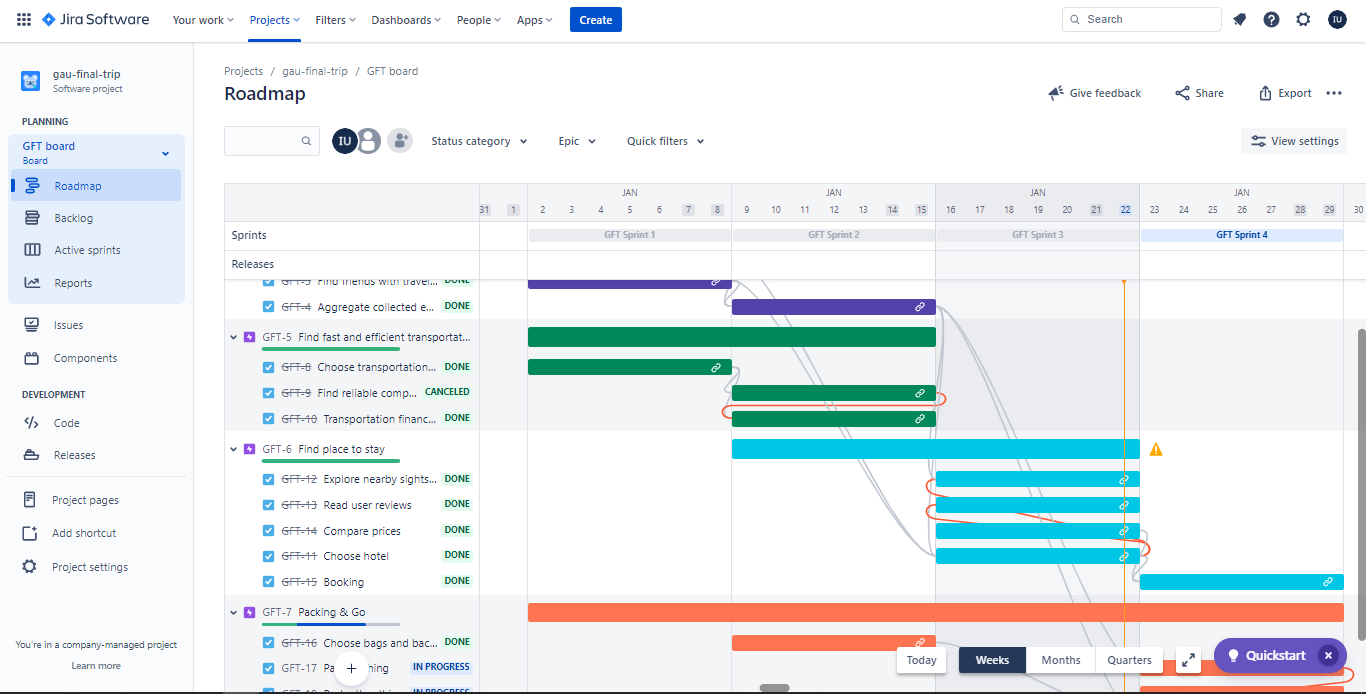 Jira Software
Your work
Projects
Filters
Dashboards
People
Apps
Create
Search
IU
gau-final-trip
Software project
PLANNING
GFT board
Board
Roadmap
Backlog
Active sprints
Reports
Issues
Components
DEVELOPMENT
Code
Releases
Project pages
Add shortcut
Project settings
You're in a company-managed project
Learn more
Projects / gau-final-trip / GFT board
Roadmap
Give feedback
Share
Export
IU
Status category
Epic
Quick filters
View settings
JAN JAN JAN JAN
31 1 2 3 4 5 6 7 8 9 10 11 12 13 14 15 16 17 18 19 20 21 22 23 24 25 26 27 28 29 30
Sprints GFT Sprint 1 GFT Sprint 2 GFT Sprint 3 GFT Sprint 4
Releases
GFT-3 Find friends with travel... DONE
GFT-4 Aggregate collected e... DONE
GFT-5 Find fast and efficient transportat...
GFT-8 Choose transportation... DONE
GFT-9 Find reliable comp... CANCELED
GFT-10 Transportation financ... DONE
GFT-6 Find place to stay
GFT-12 Explore nearby sights... DONE
GFT-13 Read user reviews DONE
GFT-14 Compare prices DONE
GFT-11 Choose hotel DONE
GFT-15 Booking DONE
GFT-7 Packing & Go
GFT-16 Choose bags and bac... DONE
GFT-17 IN PROGRESS
IN PROGRESS
Today
Weeks
Months
Quarters
Quickstart